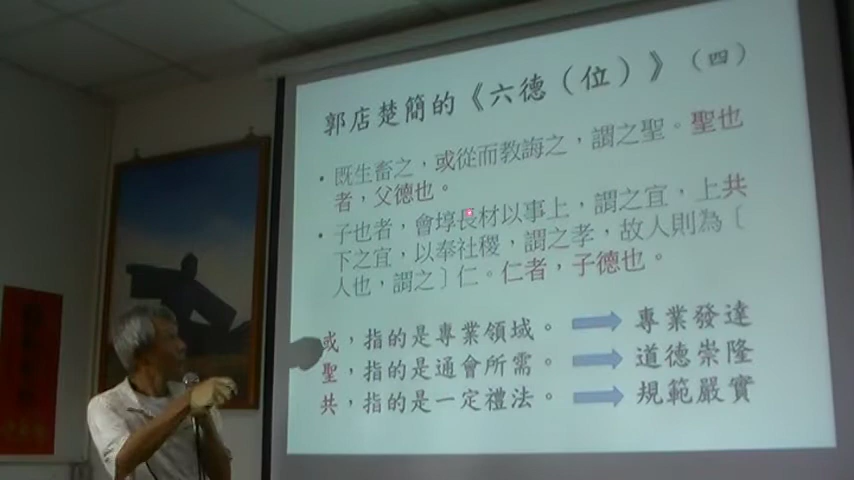 郭店楚簡的《六德（位）》（四）
• 既生畜之，或從而教誨之，謂之聖。聖也
者，父德也。
• 子也者，會埻長材以事上，謂之宜，上共
下之宜，以奉社稷，謂之孝，故人則為〔
人也，謂之〕仁。仁者，子德也。
或，指的是專業領域。 專業發達
聖，指的是通會所需。 道德崇隆
共，指的是一定禮法。 規範嚴實